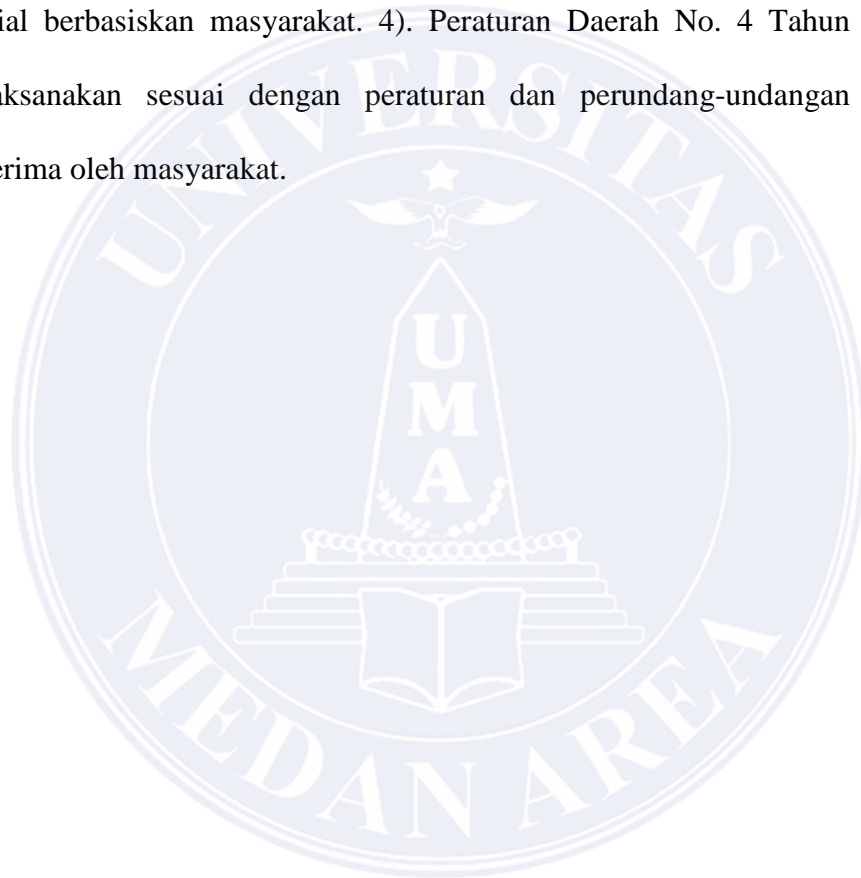 ial berbasiskan masyarakat. 4). Peraturan Daerah No. 4 Tahun
aksanakan sesuai dengan peraturan dan perundang-undangan
erima oleh masyarakat.
UNIVERSITAS
U
M
A
MEDAN AREA